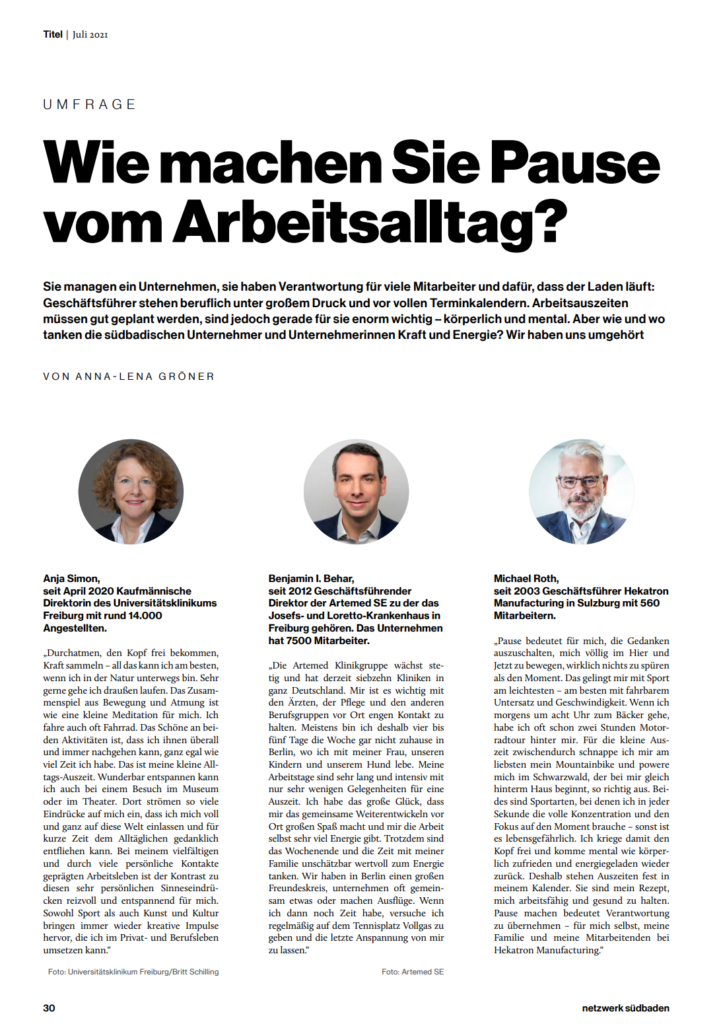 Titel | Juli 2021
UMFRAGE
Wie machen Sie Pause
vom Arbeitsalltag?
Sie managen ein Unternehmen, sie haben Verantwortung für viele Mitarbeiter und dafür, dass der Laden läuft:
Geschäftsführer stehen beruflich unter großem Druck und vor vollen Terminkalendern. Arbeitsauszeiten
müssen gut geplant werden, sind jedoch gerade für sie enorm wichtig – körperlich und mental. Aber wie und wo
tanken die südbadischen Unternehmer und Unternehmerinnen Kraft und Energie? Wir haben uns umgehört
VON ANNA-LENA GRÖNER
Anja Simon,
seit April 2020 Kaufmännische
Direktorin des Universitätsklinikums
Freiburg mit rund 14.000
Angestellten.
„Durchatmen, den Kopf frei bekommen,
Kraft sammeln – all das kann ich am besten,
wenn ich in der Natur unterwegs bin. Sehr
gerne gehe ich draußen laufen. Das Zusam-
menspiel aus Bewegung und Atmung ist
wie eine kleine Meditation für mich. Ich
fahre auch oft Fahrrad. Das Schöne an bei-
den Aktivitäten ist, dass ich ihnen überall
und immer nachgehen kann, ganz egal wie
viel Zeit ich habe. Das ist meine kleine All-
tags-Auszeit. Wunderbar entspannen kann
ich auch bei einem Besuch im Museum
oder im Theater. Dort strömen so viele
Eindrücke auf mich ein, dass ich mich voll
und ganz auf diese Welt einlassen und für
kurze Zeit dem Alltäglichen gedanklich
entfliehen kann. Bei meinem vielfältigen
und durch viele persönliche Kontakte
geprägten Arbeitsleben ist der Kontrast zu
diesen sehr persönlichen Sinneseindrü-
cken reizvoll und entspannend für mich.
Sowohl Sport als auch Kunst und Kultur
bringen immer wieder kreative Impulse
hervor, die ich im Privat- und Berufsleben
umsetzen kann.“
Foto: Universitätsklinikum Freiburg/Britt Schilling
Benjamin I. Behar,
seit 2012 Geschäftsführender
Direktor der Artemed SE zu der das
Josefs- und Loretto-Krankenhaus in
Freiburg gehören. Das Unternehmen
hat 7500 Mitarbeiter.
„Die Artemed Klinikgruppe wächst ste-
tig und hat derzeit siebzehn Kliniken in
ganz Deutschland. Mir ist es wichtig mit
den Ärzten, der Pflege und den anderen
Berufsgruppen vor Ort engen Kontakt zu
halten. Meistens bin ich deshalb vier bis
fünf Tage die Woche gar nicht zuhause in
Berlin, wo ich mit meiner Frau, unseren
Kindern und unserem Hund lebe. Meine
Arbeitstage sind sehr lang und intensiv mit
nur sehr wenigen Gelegenheiten für eine
Auszeit. Ich habe das große Glück, dass
mir das gemeinsame Weiterentwickeln vor
Ort großen Spaß macht und mir die Arbeit
selbst sehr viel Energie gibt. Trotzdem sind
das Wochenende und die Zeit mit meiner
Familie unschätzbar wertvoll zum Energie
tanken. Wir haben in Berlin einen großen
Freundeskreis, unternehmen oft gemein-
sam etwas oder machen Ausflüge. Wenn
ich dann noch Zeit habe, versuche ich
regelmäßig auf dem Tennisplatz Vollgas zu
geben und die letzte Anspannung von mir
zu lassen.“
Foto: Artemed SE
Michael Roth,
seit 2003 Geschäftsführer Hekatron
Manufacturing in Sulzburg mit 560
Mitarbeitern.
„Pause bedeutet für mich, die Gedanken
auszuschalten, mich völlig im Hier und
Jetzt zu bewegen, wirklich nichts zu spüren
als den Moment. Das gelingt mir mit Sport
am leichtesten – am besten mit fahrbarem
Untersatz und Geschwindigkeit. Wenn ich
morgens um acht Uhr zum Bäcker gehe,
habe ich oft schon zwei Stunden Motor-
radtour hinter mir. Für die kleine Aus-
zeit zwischendurch schnappe ich mir am
liebsten mein Mountainbike und powere
mich im Schwarzwald, der bei mir gleich
hinterm Haus beginnt, so richtig aus. Bei-
des sind Sportarten, bei denen ich in jeder
Sekunde die volle Konzentration und den
Fokus auf den Moment brauche – sonst ist
es lebensgefährlich. Ich kriege damit den
Kopf frei und komme mental wie körper-
lich zufrieden und energiegeladen wieder
zurück. Deshalb stehen Auszeiten fest in
meinem Kalender. Sie sind mein Rezept,
mich arbeitsfähig und gesund zu halten.
Pause machen bedeutet Verantwortung
zu übernehmen – für mich selbst, meine
Familie und meine Mitarbeitenden bei
Hekatron Manufacturing.“
30
netzwerk südbaden